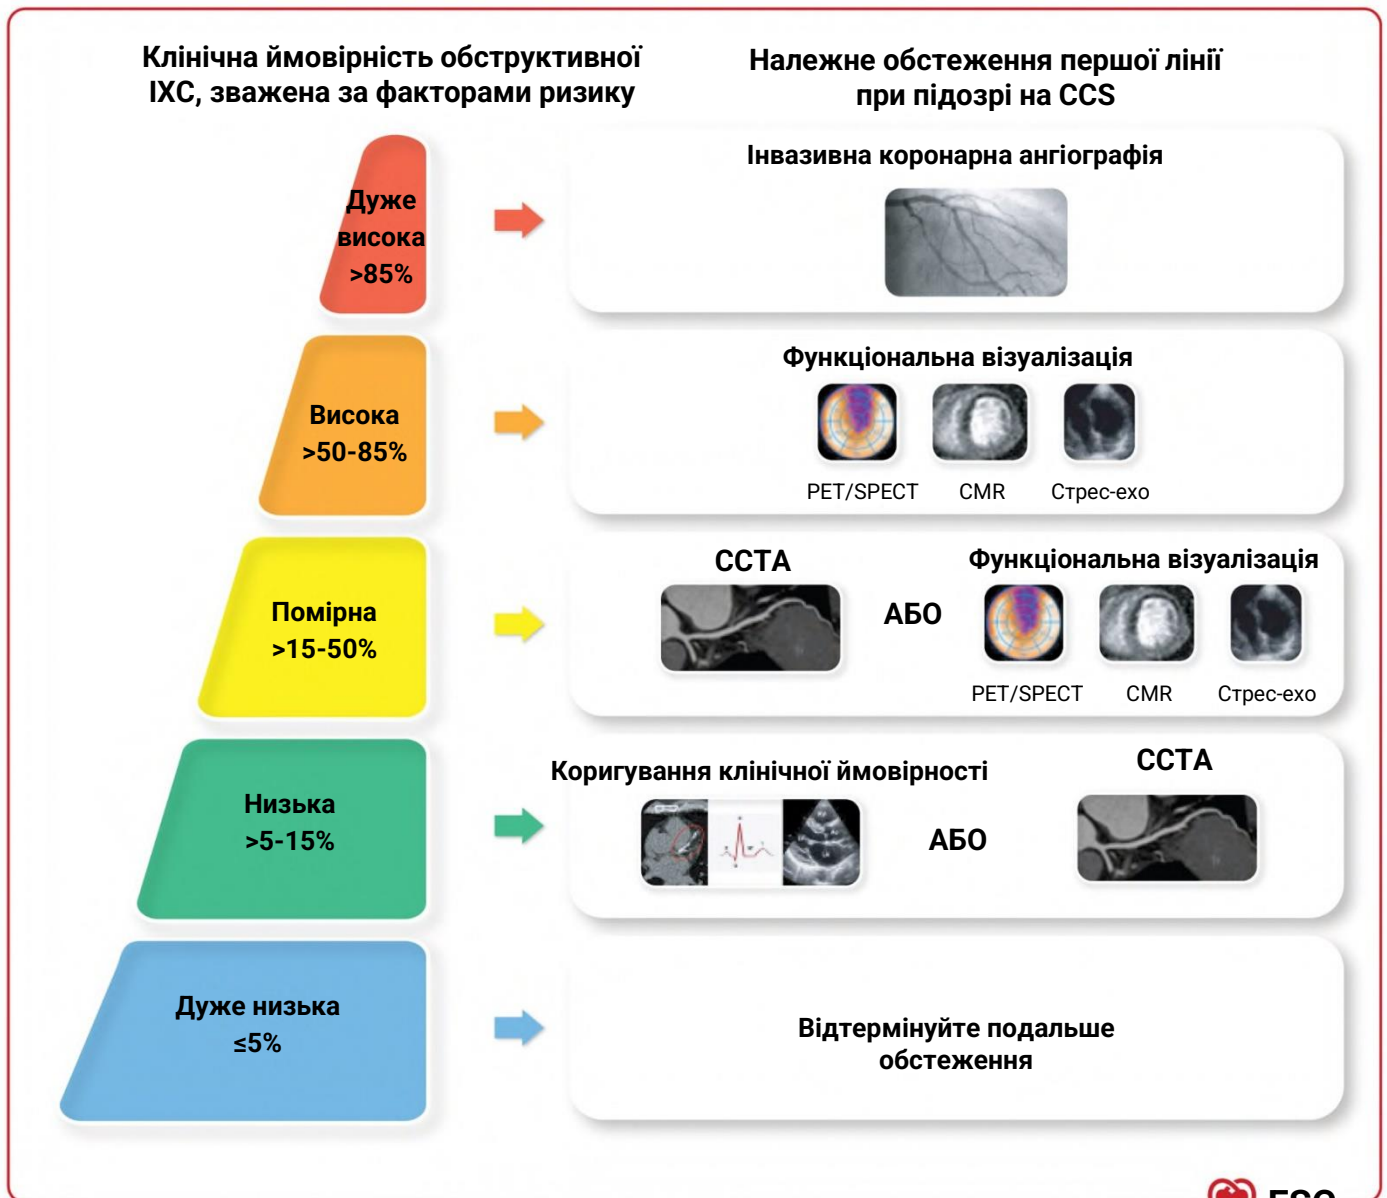 Клінічна ймовірність обструктивної
ІХС, зважена за факторами ризику
Належне обстеження першої лінії
при підозрі на CCS
Дуже
висока
>85%
Інвазивна коронарна ангіографія
Висока
>50-85%
Функціональна візуалізація
PET/SPECT
CMR
Стрес-ехо
Помірна
>15-50%
CCTA
АБО
Функціональна візуалізація
PET/SPECT
CMR
Стрес-ехо
Низька
>5-15%
Коригування клінічної ймовірності
АБО
CCTA
Дуже низька
≤5%
Відтермінуйте подальше
обстеження